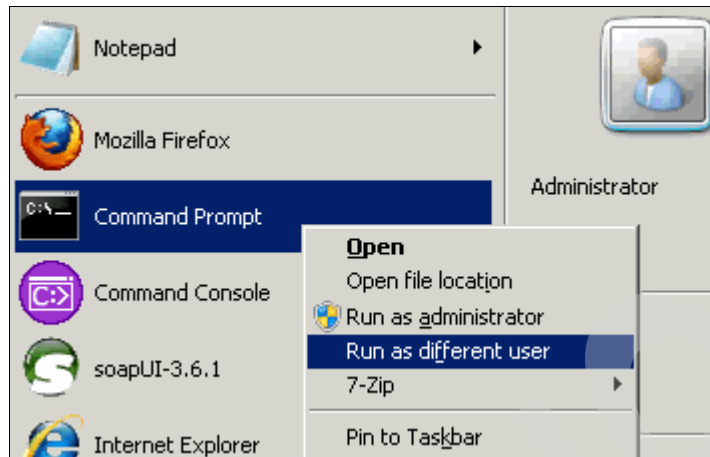 Notepad
Mozilla Firefox
Administrator
C:\
Command Prompt
Open
Open file location
C:>
Command Console
Run as administrator
Run as different user
soapUI-3.6.1
7-Zip
Internet Explorer
Pin to Taskbar